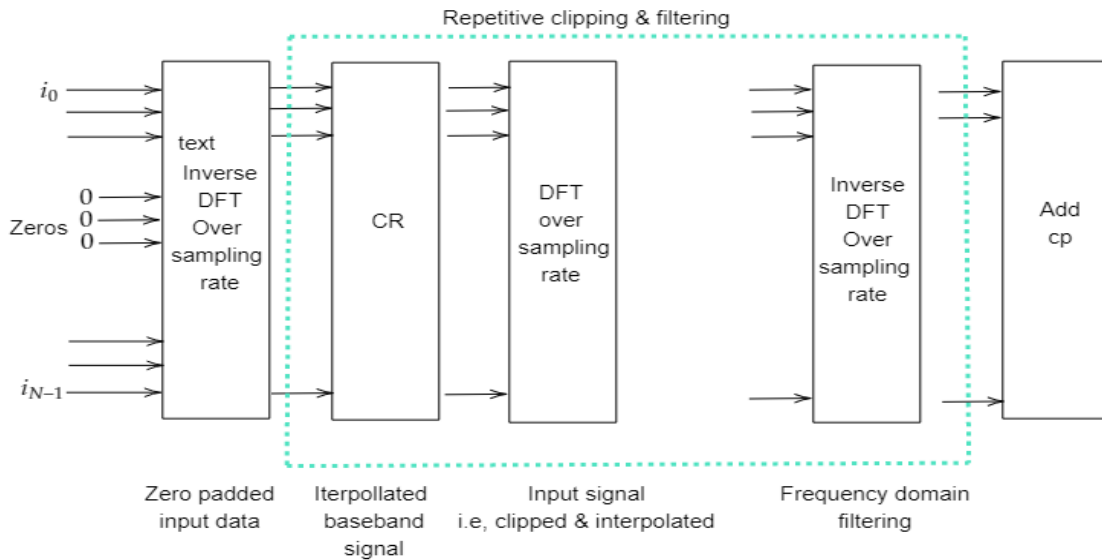 Repetitive clipping & filtering
i0
text
Inverse
DFT
Over
sampling
rate
Zeros
0
0
0
iN−1
CR
DFT
over
sampling
rate
Inverse
DFT
Over
sampling
rate
Add
cp
Zero padded
input data
Iterpollated
baseband
signal
Input signal
i.e, clipped & interpolated
Frequency domain
filtering